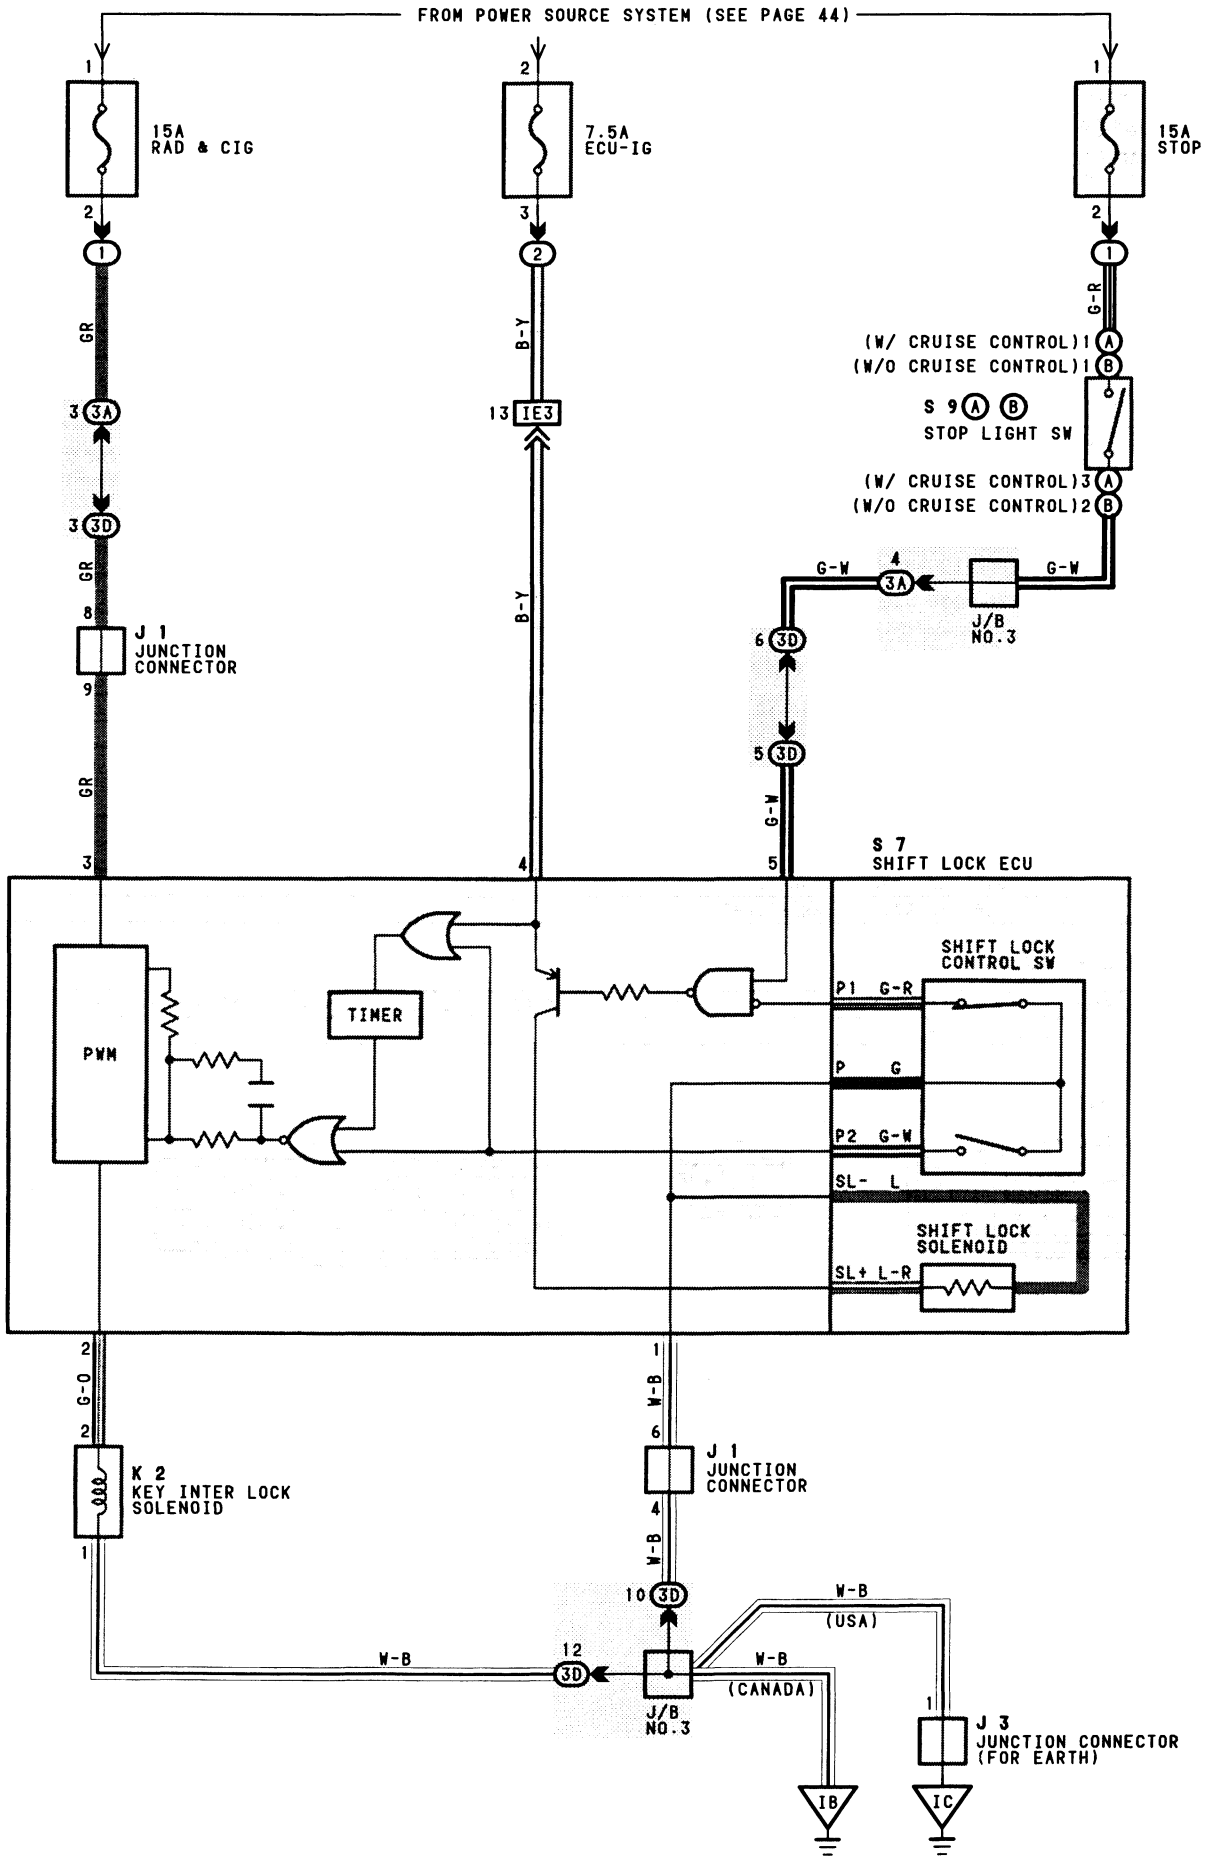 FROM POWER SOURCE SYSTEM (SEE PAGE 44)
1
2
1
15A
RAD & CIG
7.5A
ECU-IG
15A
STOP
2
3
2
1
2
1
GR
B-Y
G-R
(W/ CRUISE CONTROL)1 A
(W/O CRUISE CONTROL)1 B
3 3A
13 IE3
S 9 A B
STOP LIGHT SW
(W/ CRUISE CONTROL)3 A
(W/O CRUISE CONTROL)2 B
3 3D
GR
B-Y
4
G-W
3A
G-W
J/B
NO.3
8
J 1
JUNCTION
CONNECTOR
9
6 3D
5 3D
GR
G-W
3
4
5
S 7
SHIFT LOCK ECU
SHIFT LOCK
CONTROL SW
P1 G-R
TIMER
PWM
P G
P2 G-W
SL- L
SHIFT LOCK
SOLENOID
SL+ L-R
2
1
G-O
W-B
2
6
K 2
KEY INTER LOCK
SOLENOID
J 1
JUNCTION
CONNECTOR
1
4
W-B
10 3D
W-B
(USA)
12
3D
W-B
W-B
(CANADA)
J/B
NO.3
1
J 3
JUNCTION CONNECTOR
(FOR EARTH)
IB
IC